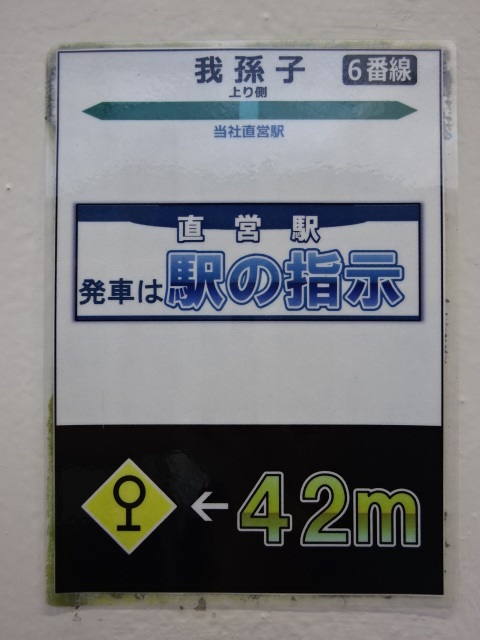 我孫子 6番線
上り側
当社直営駅
直営駅
発車は駅の指示
←42m